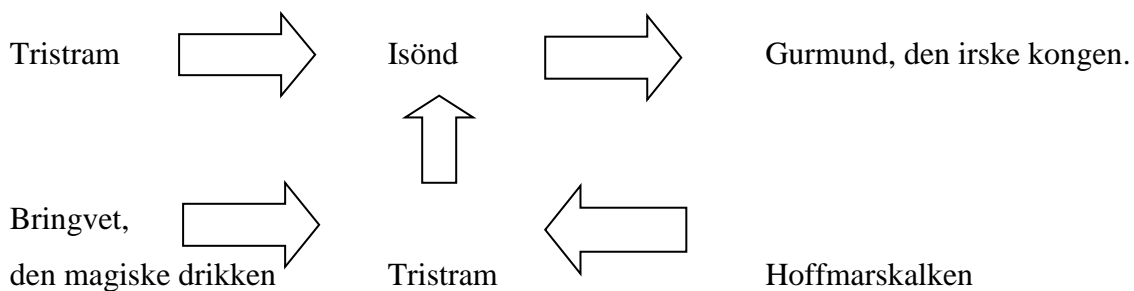 Tristram Isönd Gurmund, den irske kongen.
Bringvet,
den magiske drikken Tristram Hoffmarskalken